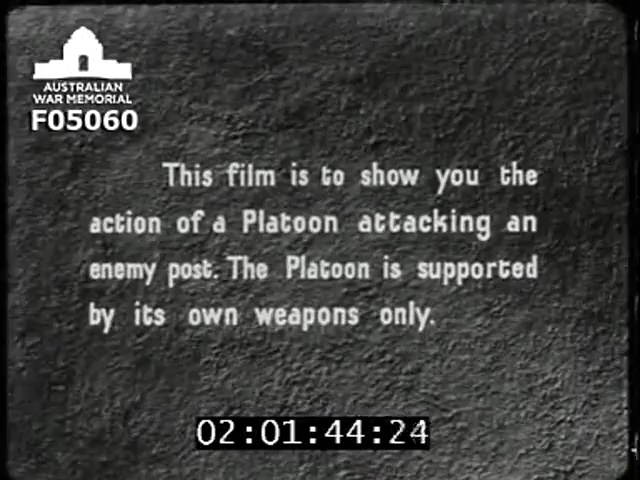 AUSTRALIAN
WAR MEMORIAL
F05060
This film is to show you the
action of a Platoon attacking an
enemy post. The Platoon is supported
by its own weapons only.
02:01:44:24